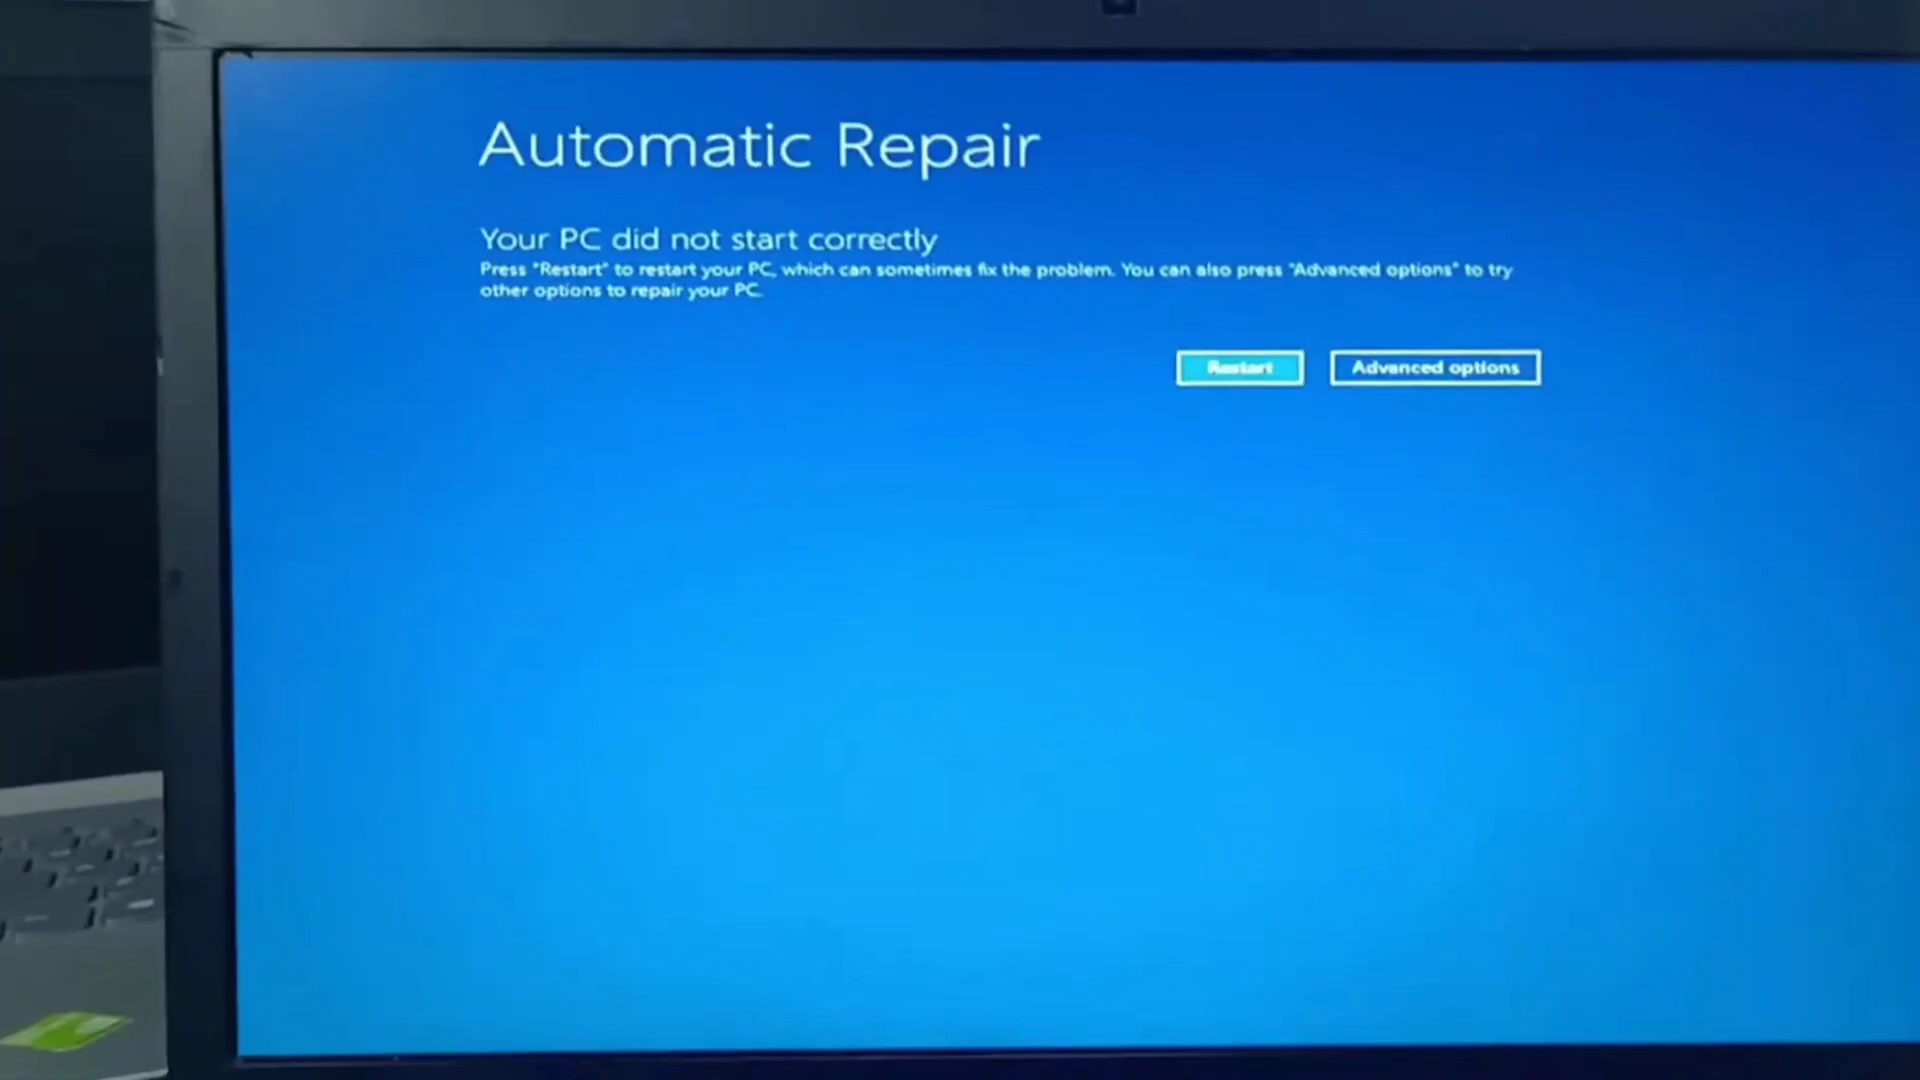 Automatic Repair
Your PC did not start correctly
Press "Restart" to restart your PC, which can sometimes fix the problem. You can also press "Advanced options" to try
other options to repair your PC.
Restart
Advanced options